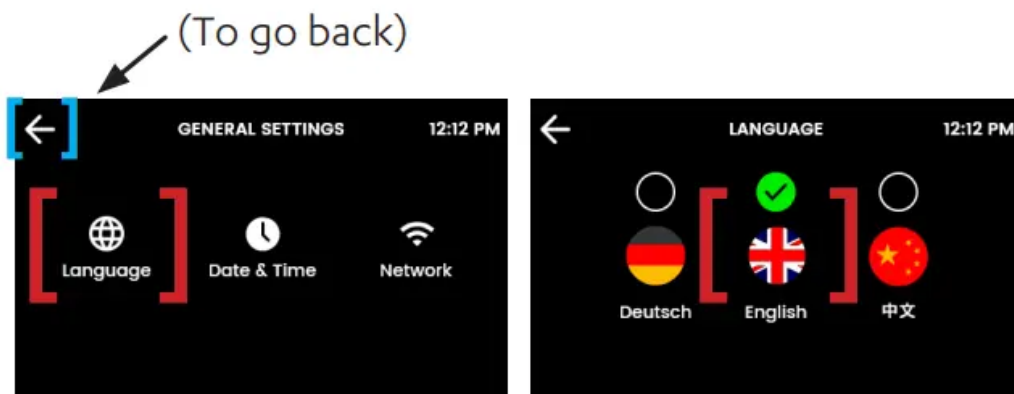 (To go back)
GENERAL SETTINGS 12:12 PM
Language Date & Time Network
LANGUAGE 12:12 PM
Deutsch English 中文